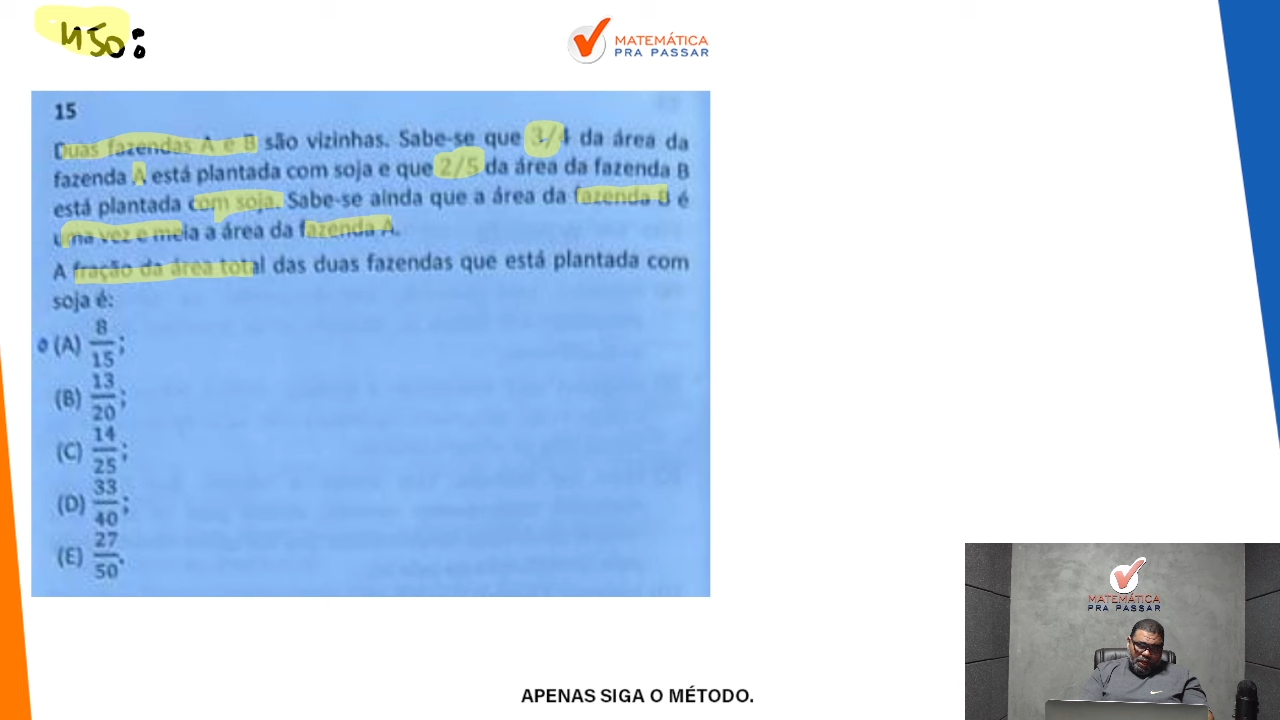 MJO:
MATEMÁTICA
PRA PASSAR
15
Duas fazendas A e B são vizinhas. Sabe-se que 3/4 da área da
fazenda A está plantada com soja e que 2/5 da área da fazenda B
está plantada com soja. Sabe-se ainda que a área da fazenda B é
uma vez e meia a área da fazenda A.
A fração da área total das duas fazendas que está plantada com
soja é:
(A) 8/15;
(B) 13/20;
(C) 14/25;
(D) 33/40;
(E) 27/50.
MATEMÁTICA
PRA PASSAR
APENAS SIGA O MÉTODO.